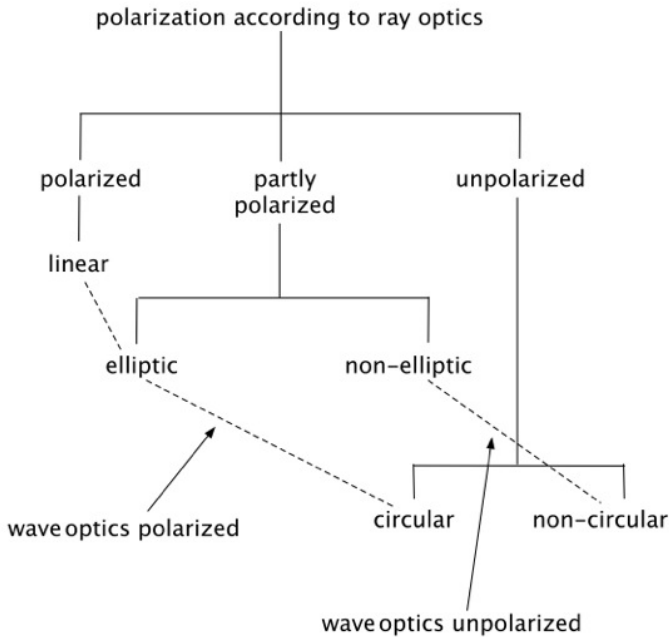 polarization according to ray optics
polarized
partly
polarized
unpolarized
linear
elliptic
non-elliptic
wave optics polarized
circular
non-circular
wave optics unpolarized